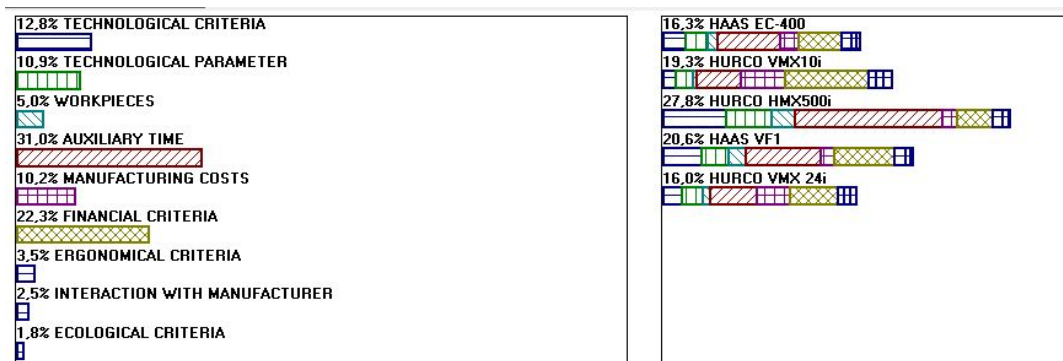 12,8% TECHNOLOGICAL CRITERIA
10,9% TECHNOLOGICAL PARAMETER
5,0% WORKPIECES
31,0% AUXILIARY TIME
10,2% MANUFACTURING COSTS
22,3% FINANCIAL CRITERIA
3,5% ERGONOMICAL CRITERIA
2,5% INTERACTION WITH MANUFACTURER
1,8% ECOLOGICAL CRITERIA
16,3% HAAS EC-400
19,3% HURCO VMX10i
27,8% HURCO HMX500i
20,6% HAAS VF1
16,0% HURCO VMX 24i